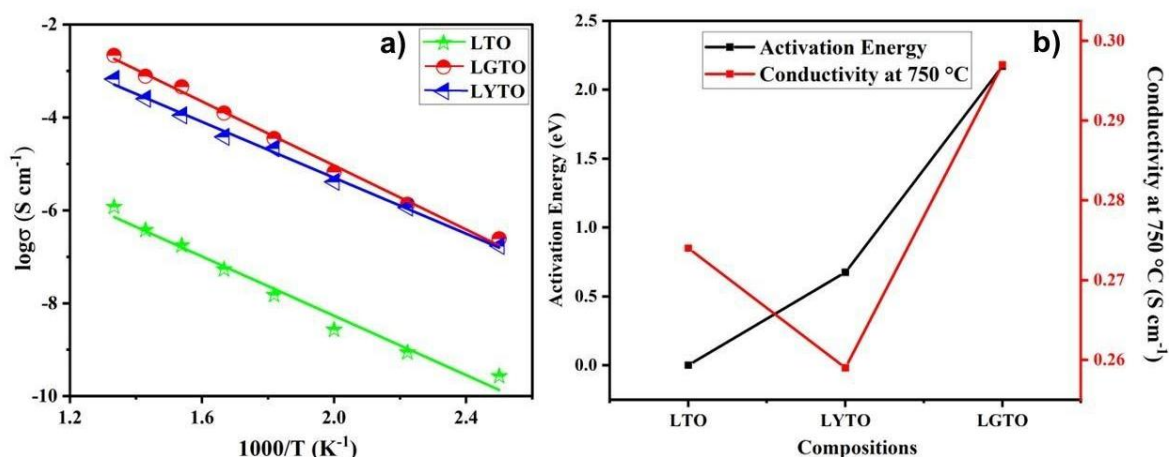 a)
LTO
LGTO
LYTO
-2
-4
-6
-8
-10
logσ (S cm⁻¹)
1.2
1.6
2.0
2.4
1000/T (K⁻¹)
b)
Activation Energy
Conductivity at 750 °C
2.5
2.0
1.5
1.0
0.5
0.0
Activation Energy (eV)
0.30
0.29
0.28
0.27
0.26
Conductivity at 750 °C (S cm⁻¹)
LTO
LYTO
LGTO
Compositions